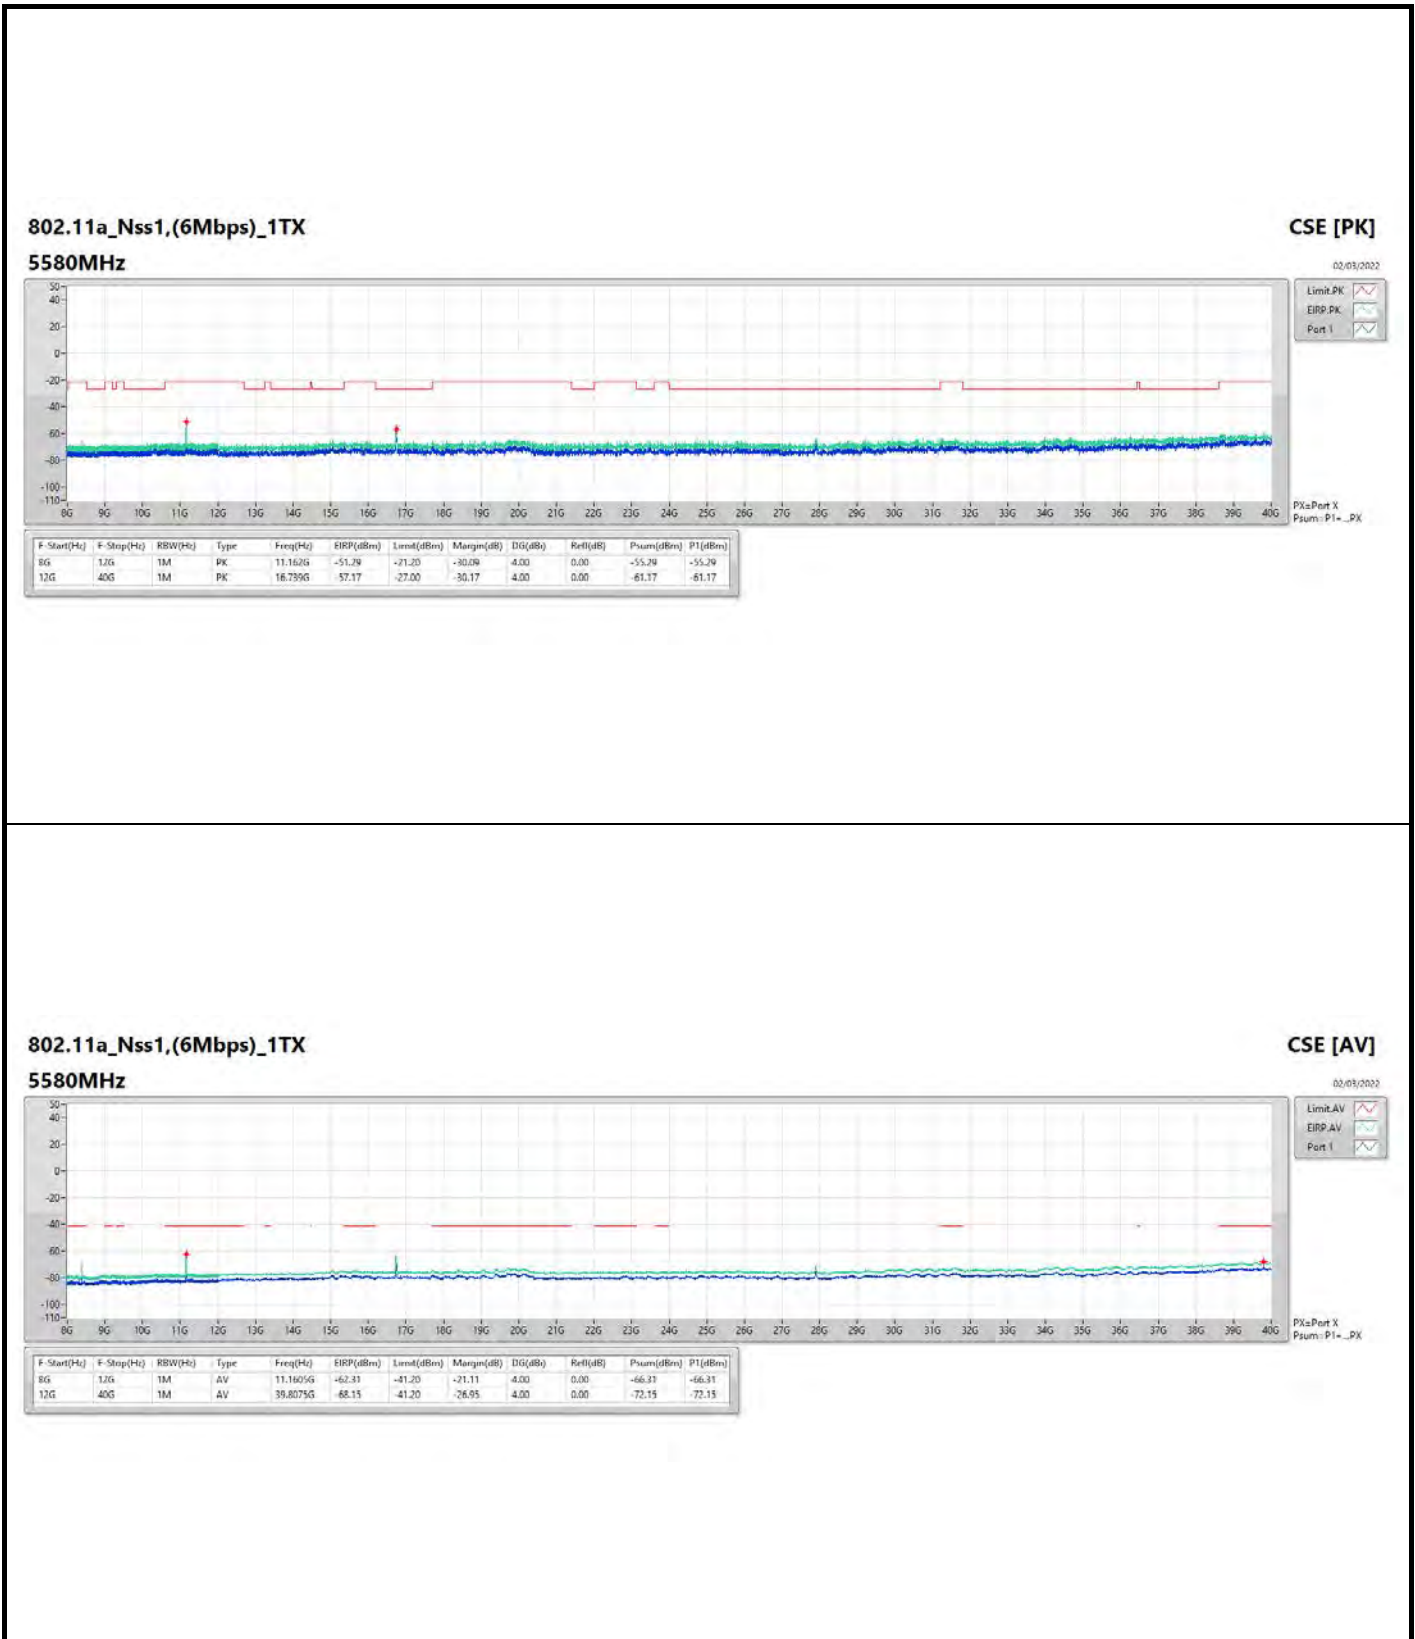 802.11a_Nss1,(6Mbps)_1TX CSE [PK]
5580MHz 02/03/2022
Limit.PK
EIRP.PK
Port 1
50
40
20
0
-20
-40
-60
-80
-100
-110
8G 9G 10G 11G 12G 13G 14G 15G 16G 17G 18G 19G 20G 21G 22G 23G 24G 25G 26G 27G 28G 29G 30G 31G 32G 33G 34G 35G 36G 37G 38G 39G 40G
PX=Port X
Psum=P1+...PX
F-Start(Hz) F-Stop(Hz) RBW(Hz) Type Freq(Hz) EIRP(dBm) Limit(dBm) Margin(dB) DG(dBi) Refl(dB) Psum(dBm) P1(dBm)
8G 12G 1M PK 11.162G -51.29 -21.20 -30.09 4.00 0.00 -55.29 -55.29
12G 40G 1M PK 16.739G -57.17 -27.00 -30.17 4.00 0.00 -61.17 -61.17
802.11a_Nss1,(6Mbps)_1TX CSE [AV]
5580MHz 02/03/2022
Limit.AV
EIRP.AV
Port 1
50
40
20
0
-20
-40
-60
-80
-100
-110
8G 9G 10G 11G 12G 13G 14G 15G 16G 17G 18G 19G 20G 21G 22G 23G 24G 25G 26G 27G 28G 29G 30G 31G 32G 33G 34G 35G 36G 37G 38G 39G 40G
PX=Port X
Psum=P1+...PX
F-Start(Hz) F-Stop(Hz) RBW(Hz) Type Freq(Hz) EIRP(dBm) Limit(dBm) Margin(dB) DG(dBi) Refl(dB) Psum(dBm) P1(dBm)
8G 12G 1M AV 11.1605G -62.31 -41.20 -21.11 4.00 0.00 -66.31 -66.31
12G 40G 1M AV 39.8075G -68.15 -41.20 -26.95 4.00 0.00 -72.15 -72.15